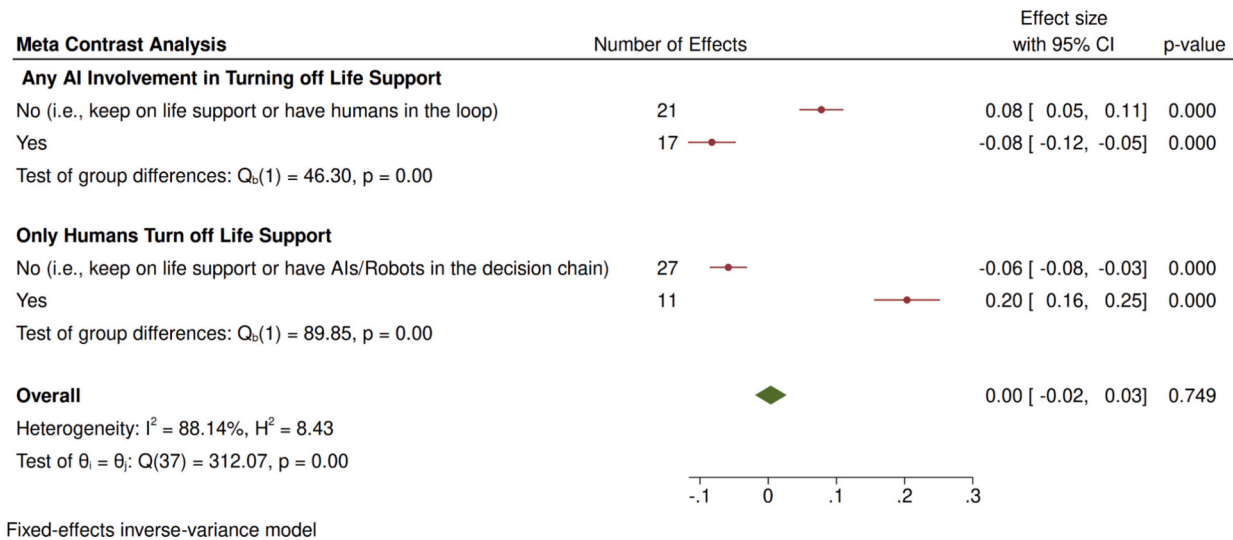 Effect size
Meta Contrast Analysis Number of Effects with 95% CI p-value
Any AI Involvement in Turning off Life Support
No (i.e., keep on life support or have humans in the loop) 21 0.08 [ 0.05, 0.11] 0.000
Yes 17 -0.08 [ -0.12, -0.05] 0.000
Test of group differences: Q_b(1) = 46.30, p = 0.00
Only Humans Turn off Life Support
No (i.e., keep on life support or have AIs/Robots in the decision chain) 27 -0.06 [ -0.08, -0.03] 0.000
Yes 11 0.20 [ 0.16, 0.25] 0.000
Test of group differences: Q_b(1) = 89.85, p = 0.00
Overall 0.00 [ -0.02, 0.03] 0.749
Heterogeneity: I² = 88.14%, H² = 8.43
Test of θᵢ = θⱼ: Q(37) = 312.07, p = 0.00
-.1 0 .1 .2 .3
Fixed-effects inverse-variance model